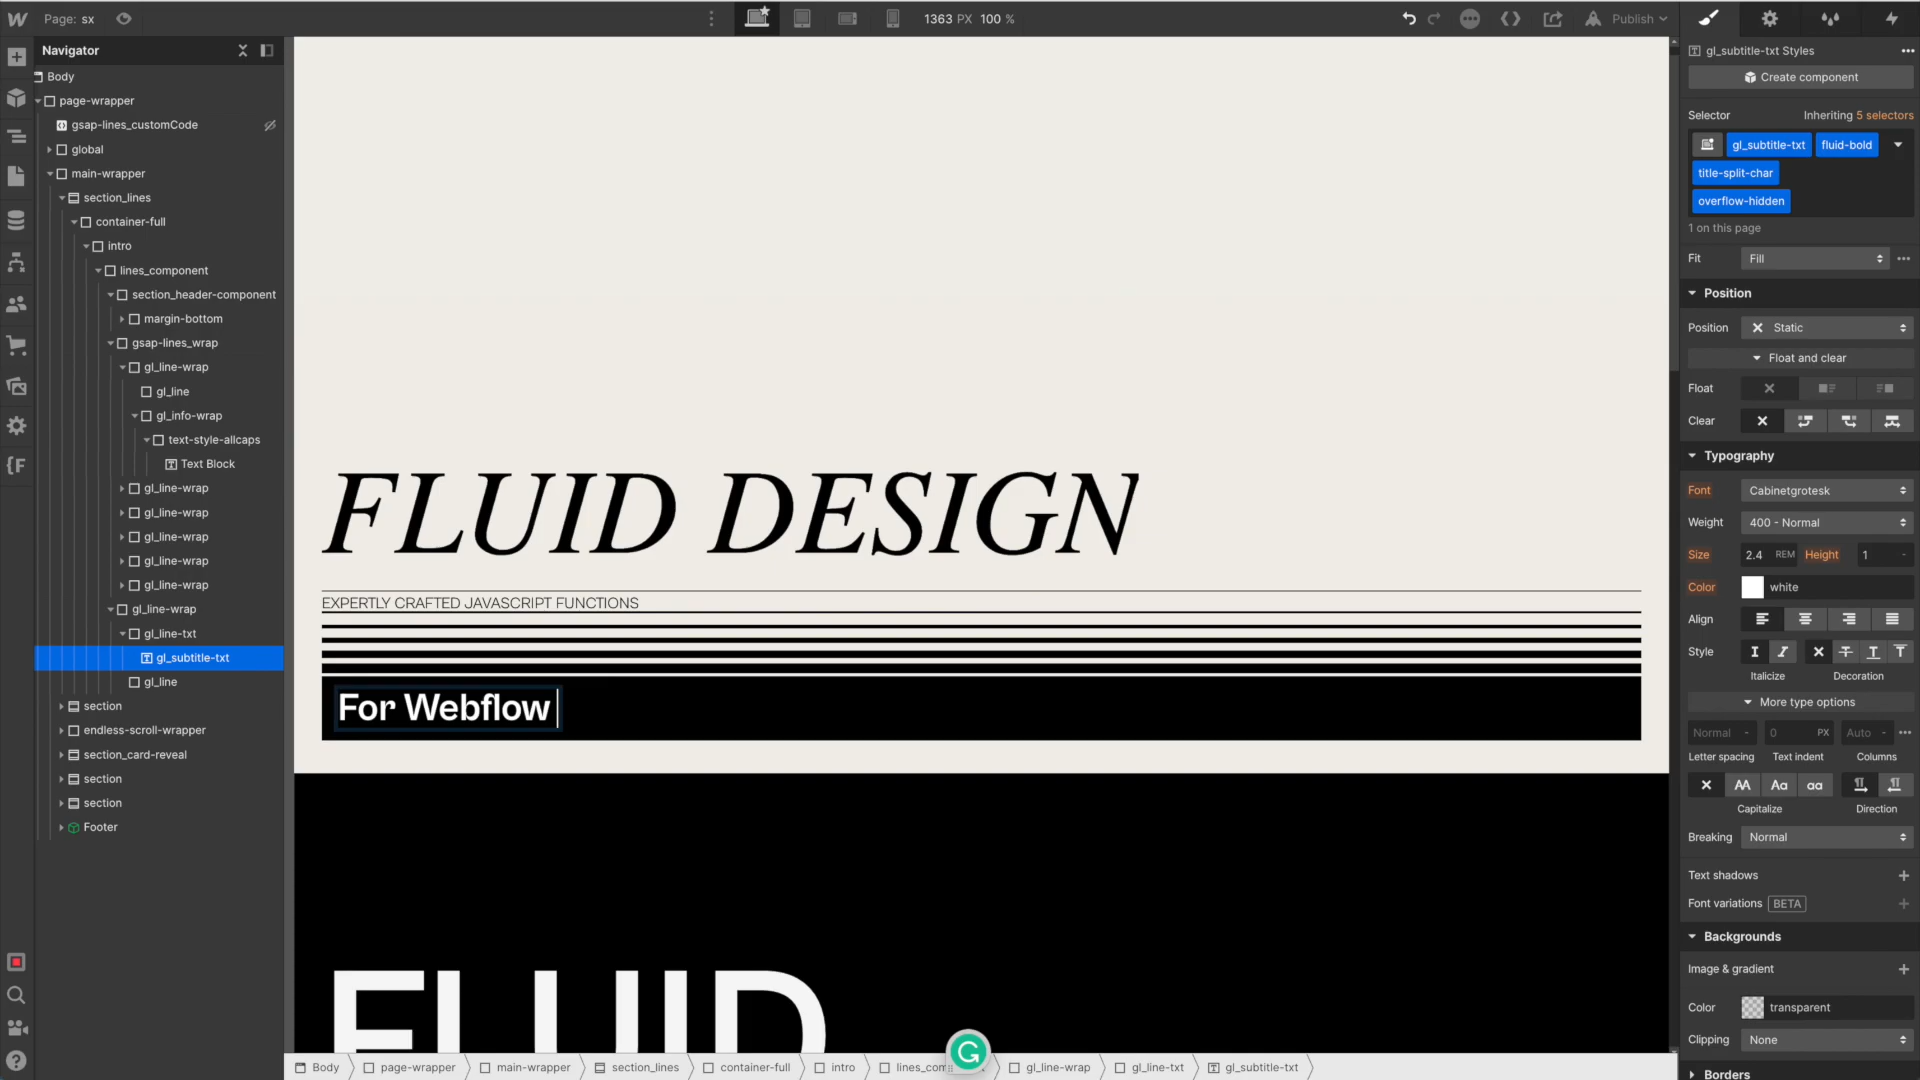 Page: sx
1363 PX 100 %
Publish
Navigator
Body
page-wrapper
gsap-lines_customCode
global
main-wrapper
section_lines
container-full
intro
lines_component
section_header-component
margin-bottom
gsap-lines_wrap
gl_line-wrap
gl_line
gl_info-wrap
text-style-allcaps
Text Block
gl_line-wrap
gl_line-wrap
gl_line-wrap
gl_line-wrap
gl_line-wrap
gl_line-wrap
gl_line-txt
gl_subtitle-txt
gl_line
section
endless-scroll-wrapper
section_card-reveal
section
section
Footer
FLUID DESIGN
EXPERTLY CRAFTED JAVASCRIPT FUNCTIONS
For Webflow
FLUID
Body page-wrapper main-wrapper section_lines container-full intro gl_line-wrap gl_line-txt gl_subtitle-txt
gl_subtitle-txt Styles
Create component
Selector Inheriting 5 selectors
gl_subtitle-txt fluid-bold
title-split-char
overflow-hidden
1 on this page
Fit Fill
Position
Position Static
Float and clear
Float
Clear
Typography
Font Cabinetgrotesk
Weight 400 - Normal
Size 2.4 REM Height 1 -
Color white
Align
Style
Italicize Decoration
More type options
Normal - 0 PX Auto -
Letter spacing Text indent Columns
AA Aa aa
Capitalize Direction
Breaking Normal
Text shadows
Font variations BETA
Backgrounds
Image & gradient
Color transparent
Clipping None
Borders